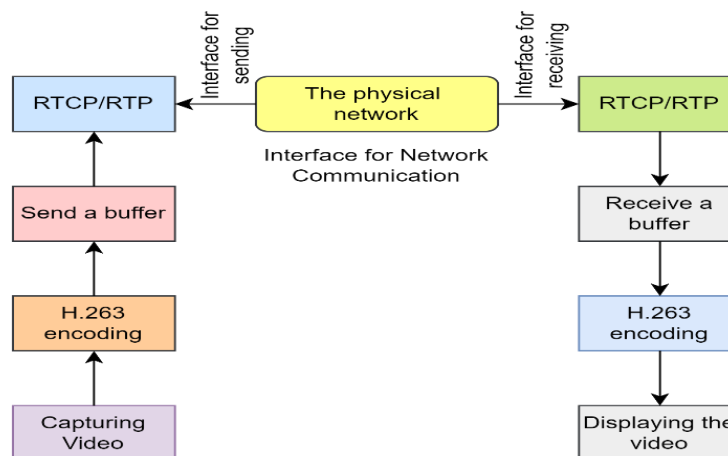 Interface for
sending
Interface for
receiving
RTCP/RTP
The physical
network
RTCP/RTP
Interface for Network
Communication
Send a buffer
Receive a
buffer
H.263
encoding
H.263
encoding
Capturing
Video
Displaying the
video